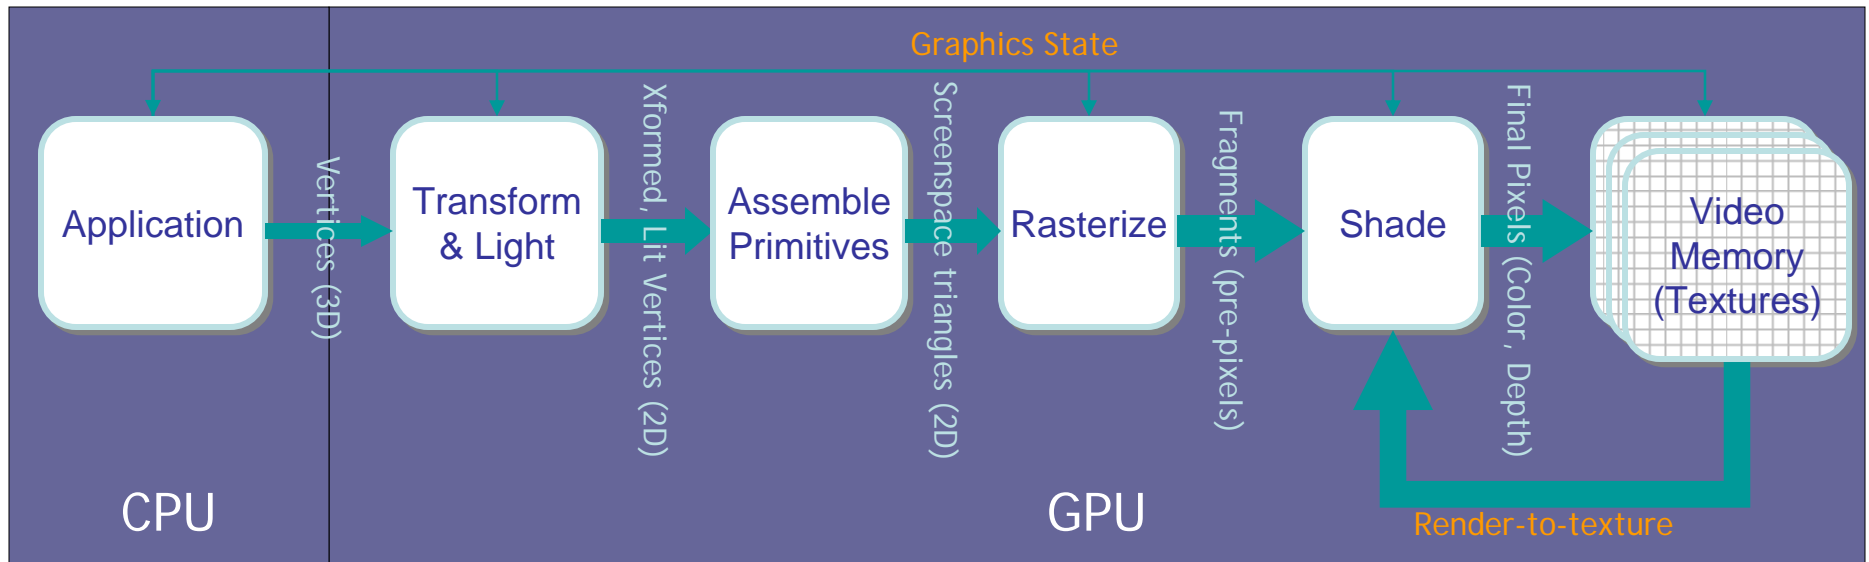 Graphics State
Application
Vertices (3D)
Transform
& Light
Xformed, Lit Vertices (2D)
Assemble
Primitives
Screenspace triangles (2D)
Rasterize
Fragments (pre-pixels)
Shade
Final Pixels (Color, Depth)
Video
Memory
(Textures)
CPU
GPU
Render-to-texture